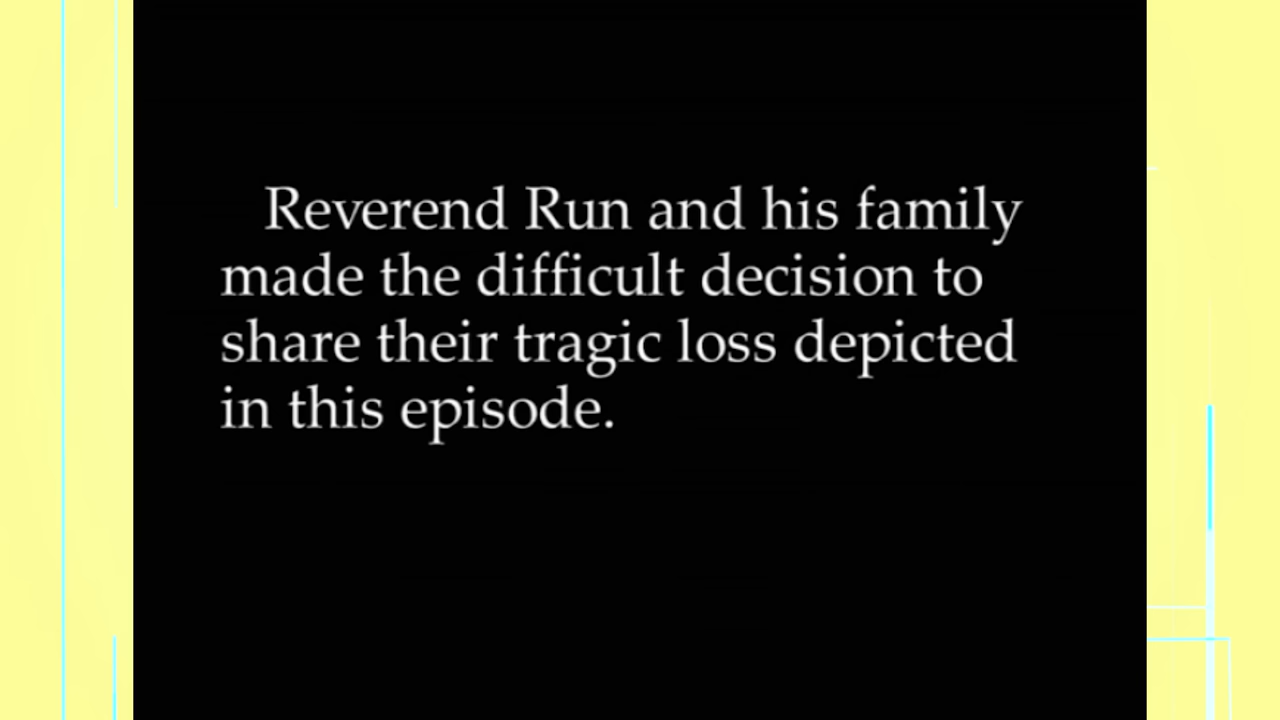 Reverend Run and his family
made the difficult decision to
share their tragic loss depicted
in this episode.